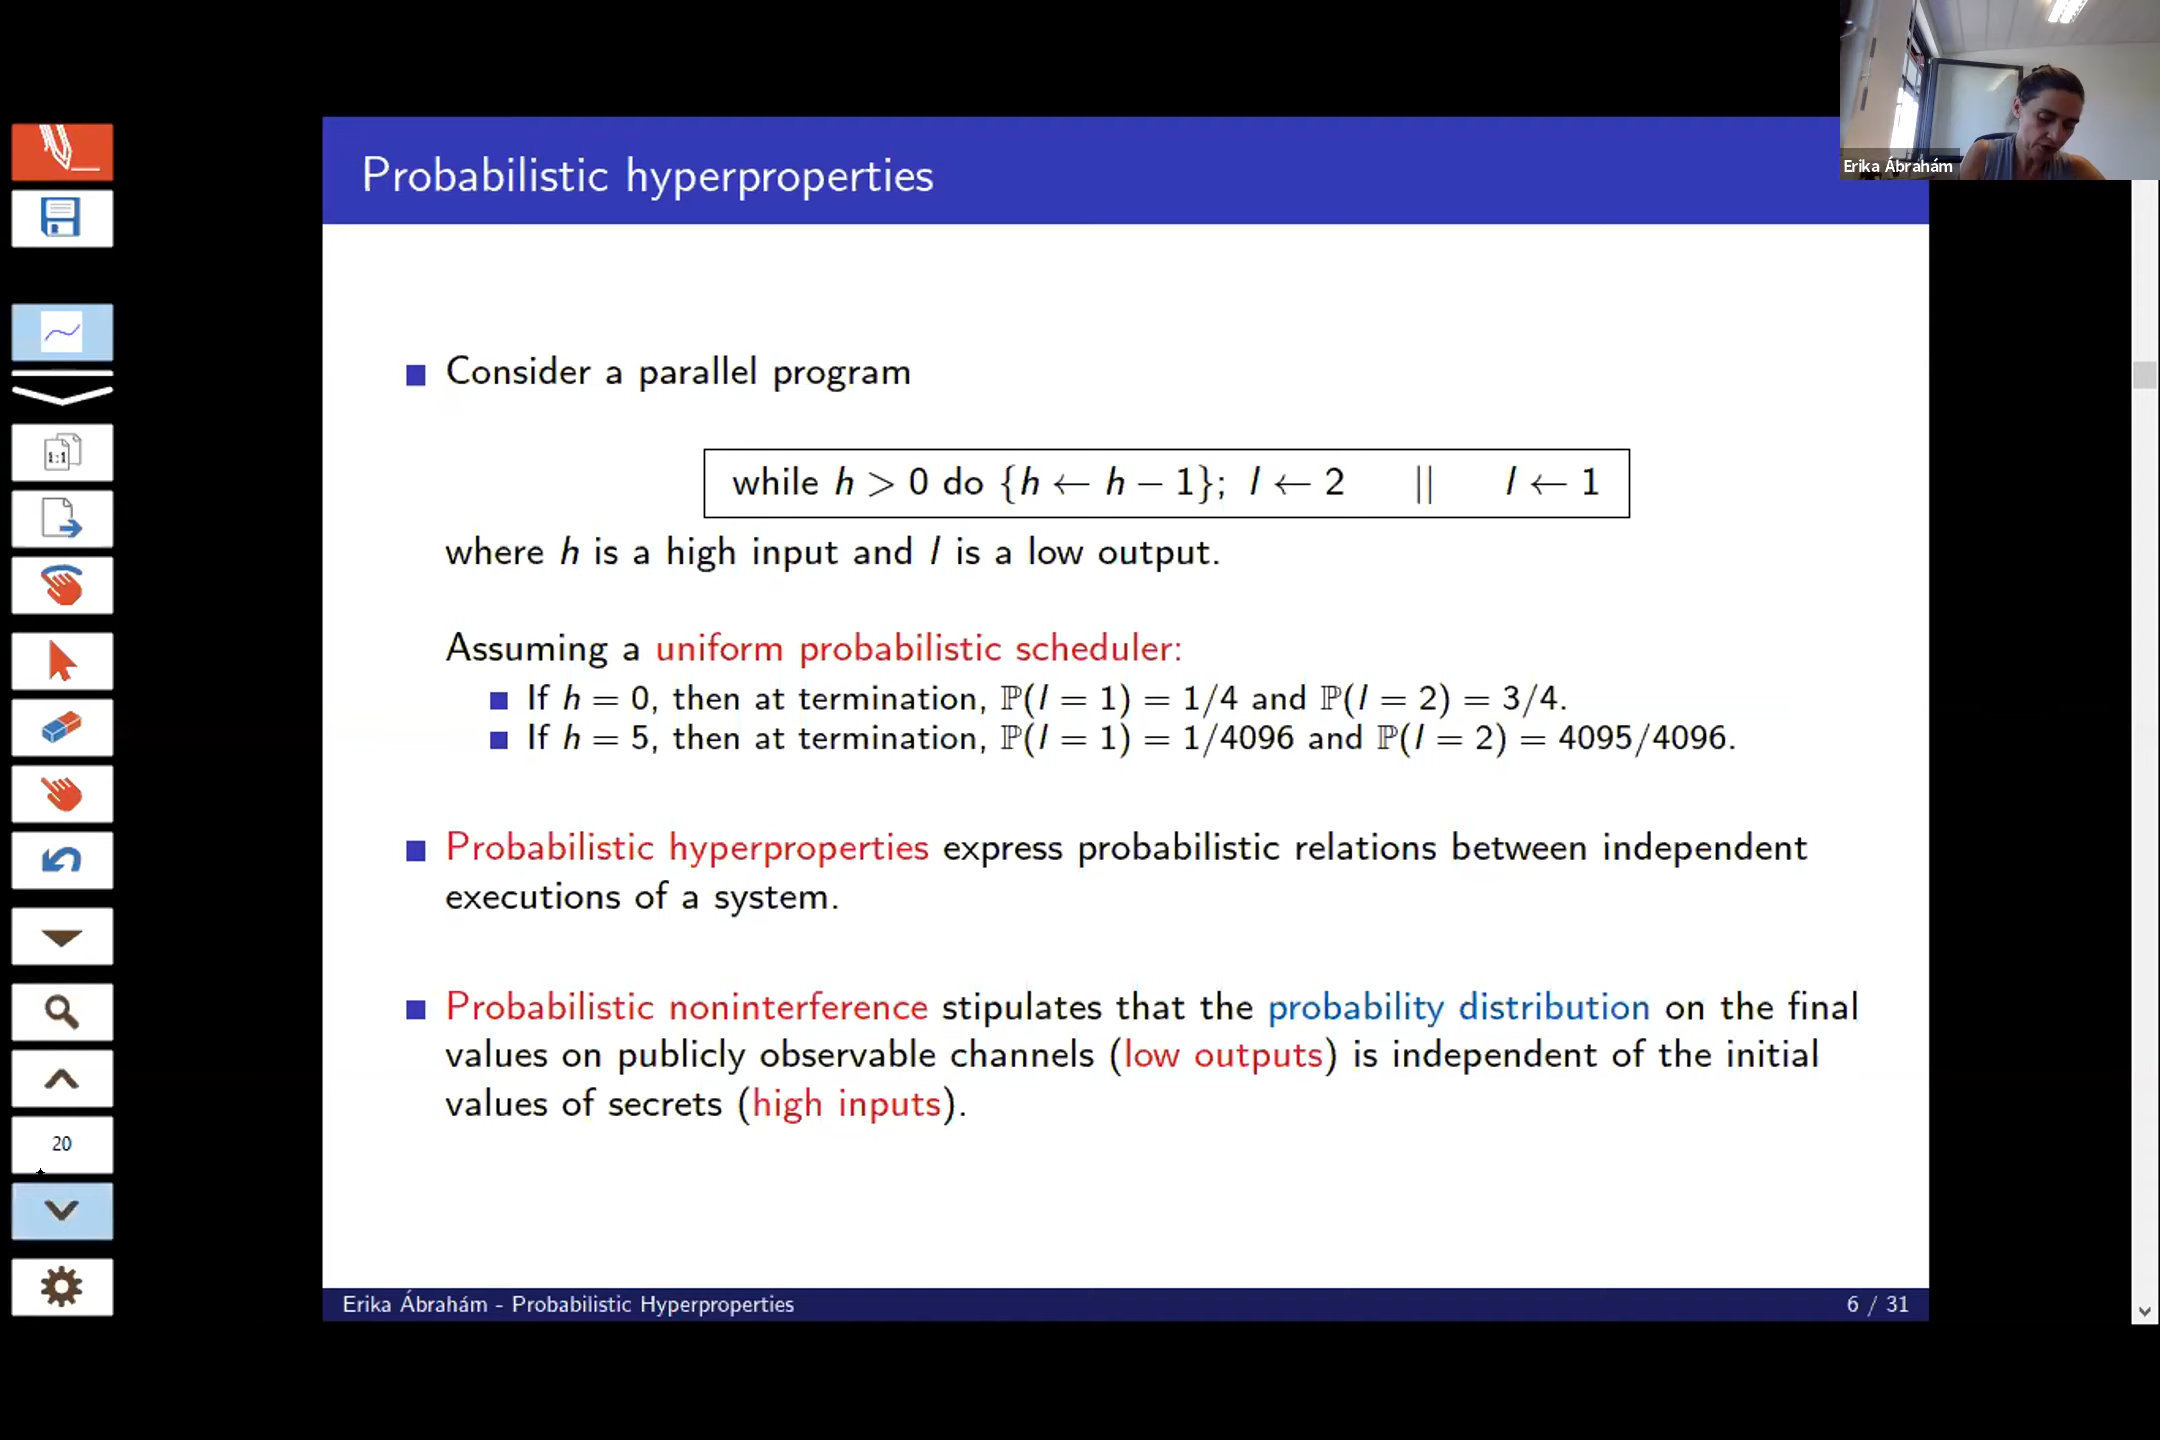 Probabilistic hyperproperties
Erika Ábrahám
Consider a parallel program
while h > 0 do {h ← h − 1}; l ← 2 || l ← 1
where h is a high input and l is a low output.
Assuming a uniform probabilistic scheduler:
If h = 0, then at termination, ℙ(l = 1) = 1/4 and ℙ(l = 2) = 3/4.
If h = 5, then at termination, ℙ(l = 1) = 1/4096 and ℙ(l = 2) = 4095/4096.
Probabilistic hyperproperties express probabilistic relations between independent
executions of a system.
Probabilistic noninterference stipulates that the probability distribution on the final
values on publicly observable channels (low outputs) is independent of the initial
values of secrets (high inputs).
Erika Ábrahám - Probabilistic Hyperproperties 6 / 31
1:1
20